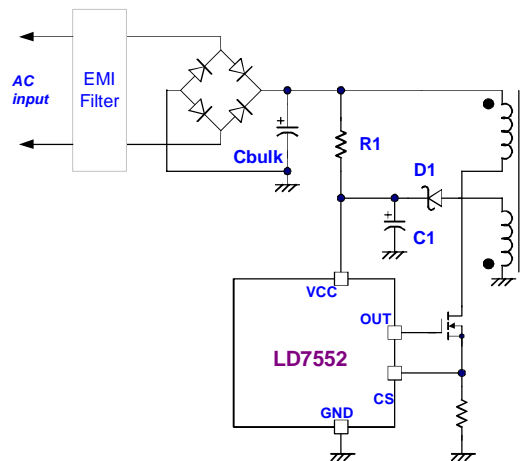 AC
input
EMI
Filter
+
Cbulk
R1
D1
+
C1
VCC
OUT
LD7552
CS
GND